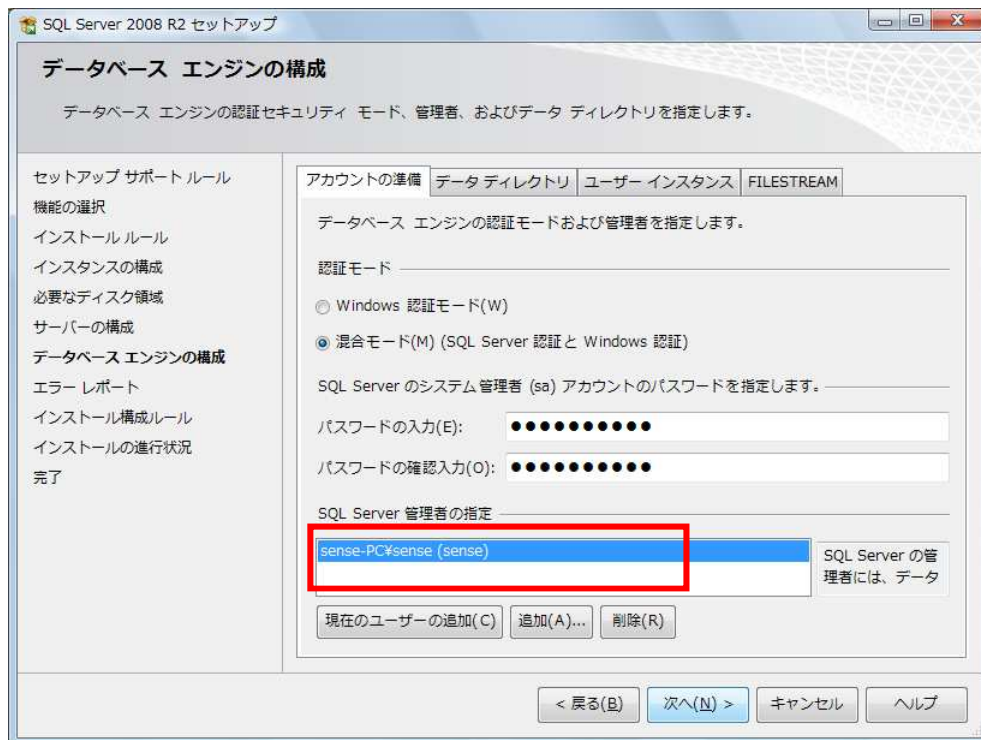 SQL Server 2008 R2 セットアップ
データベース エンジンの構成
データベース エンジンの認証セキュリティ モード、管理者、およびデータ ディレクトリを指定します。
セットアップ サポート ルール
機能の選択
インストール ルール
インスタンスの構成
必要なディスク領域
サーバーの構成
データベース エンジンの構成
エラー レポート
インストール構成ルール
インストールの進行状況
完了
アカウントの準備 データ ディレクトリ ユーザー インスタンス FILESTREAM
データベース エンジンの認証モードおよび管理者を指定します。
認証モード
Windows 認証モード(W)
混合モード(M) (SQL Server 認証と Windows 認証)
SQL Server のシステム管理者 (sa) アカウントのパスワードを指定します。
パスワードの入力(E): ●●●●●●●●●●
パスワードの確認入力(O): ●●●●●●●●●●
SQL Server 管理者の指定
sense-PC¥sense (sense)
SQL Server の管
理者には、データ
現在のユーザーの追加(C) 追加(A)... 削除(R)
< 戻る(B) 次へ(N) > キャンセル ヘルプ